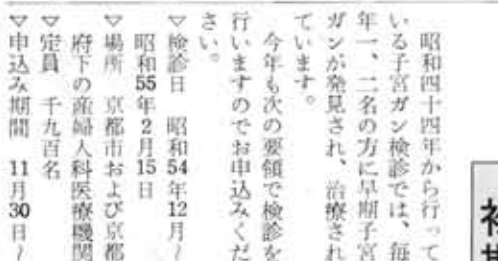 昭和四十四年から行って
いる子宮ガン検診では、毎
年一、二名の方に早期子宮
ガンが発見され、治療され
ています。
今年も次の要領で検診を
行いますのでお申込みくだ
さい。
▽検診日　昭和54年12月～
昭和55年2月15日
▽場所　京都市および京都
府下の産婦人科医療機関
▽定員　千九百名
▽申込み期間　11月30日～